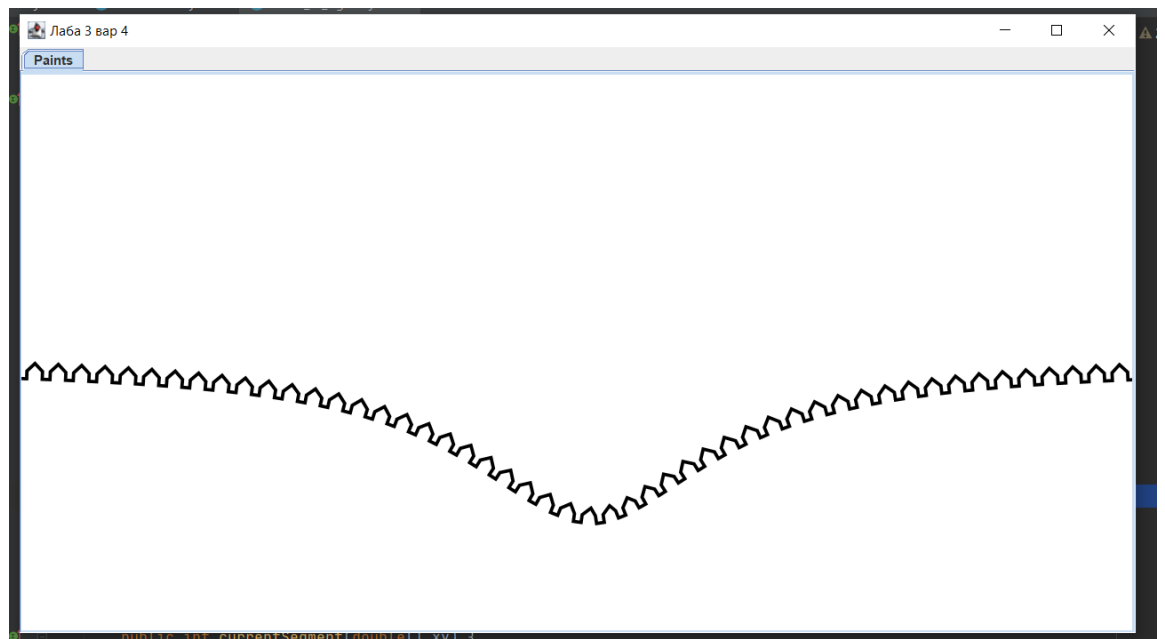 Лаба 3 вар 4
Paints
public int currentSegment(double[] xy) {